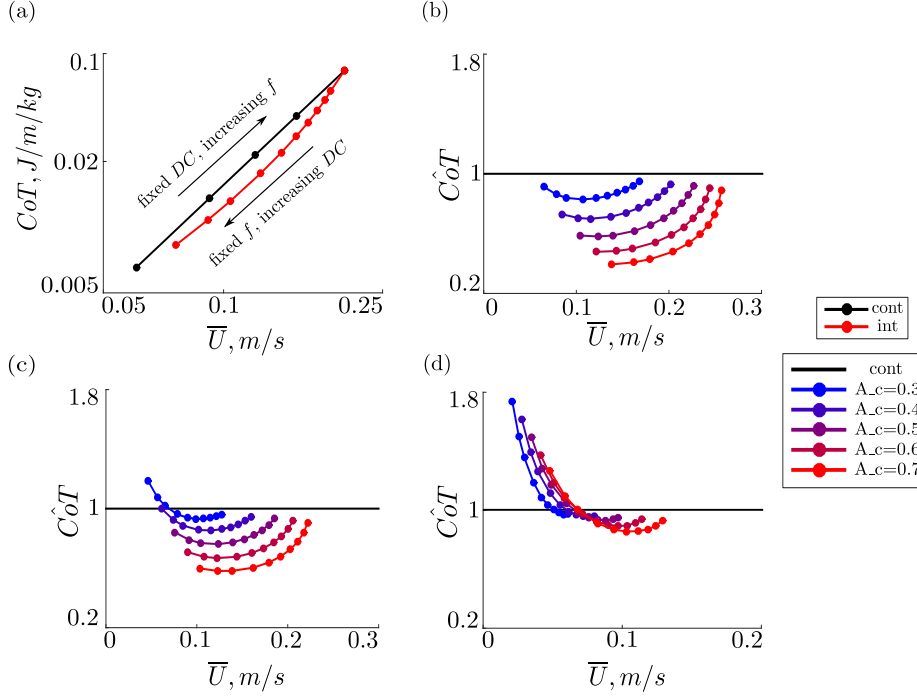 (a)
0.1
0.02
0.005
CoT, J/m/kg
fixed DC, increasing f
fixed f, increasing DC
0.05
0.1
0.25
U, m/s
(b)
1.8
1
0.2
CôT
0.1
0.2
0.3
U, m/s
cont
int
cont
A_c=0.3
A_c=0.4
A_c=0.5
A_c=0.6
A_c=0.7
(c)
1.8
1
0.2
CôT
0
0.1
0.2
0.3
U, m/s
(d)
1.8
1
0.2
CôT
0
0.1
0.2
U, m/s